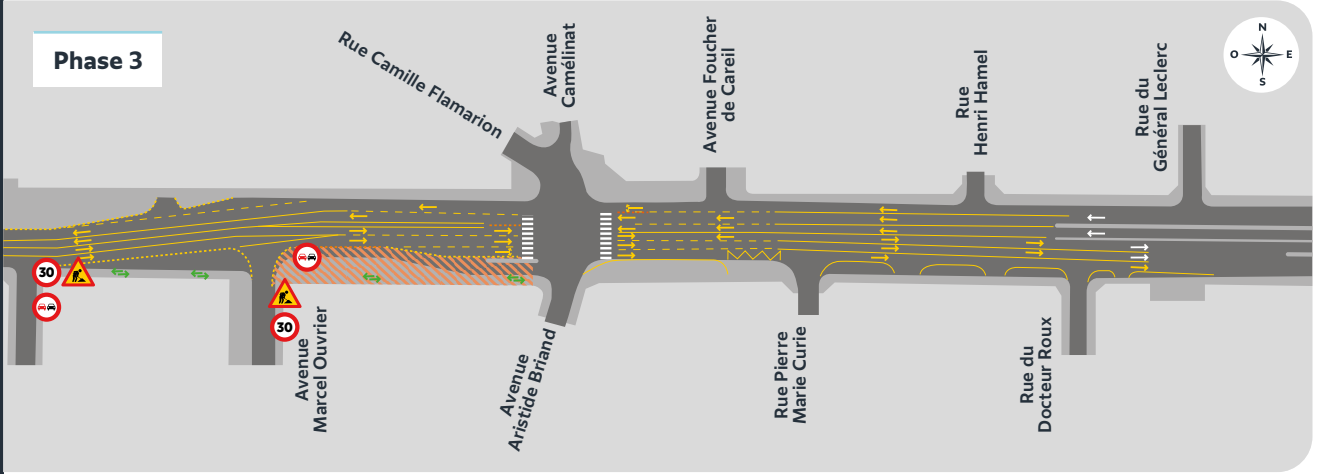 Phase 3
Rue Camille Flamarion
Avenue
Camélinat
Avenue Foucher
de Careil
Rue
Henri Hamel
Rue du
Général Leclerc
N
O
E
S
30
30
Avenue
Marcel Ouvrier
Avenue
Aristide Briand
Rue Pierre
Marie Curie
Rue du
Docteur Roux